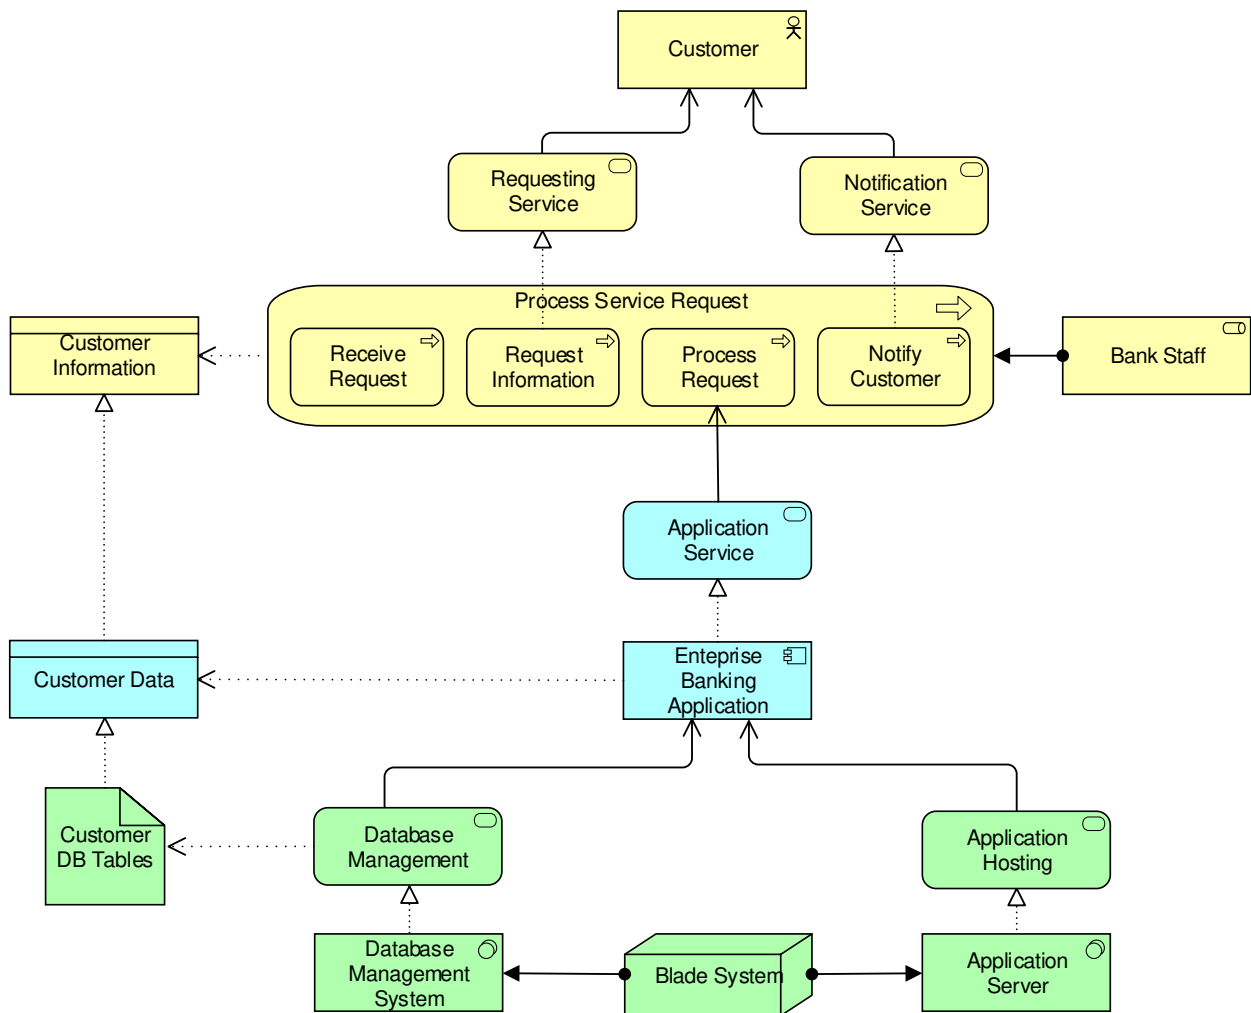 Customer
Requesting
Service
Notification
Service
Process Service Request
Customer
Information
Receive
Request
Request
Information
Process
Request
Notify
Customer
Bank Staff
Application
Service
Customer Data
Enteprise
Banking
Application
Customer
DB Tables
Database
Management
Application
Hosting
Database
Management
System
Blade System
Application
Server